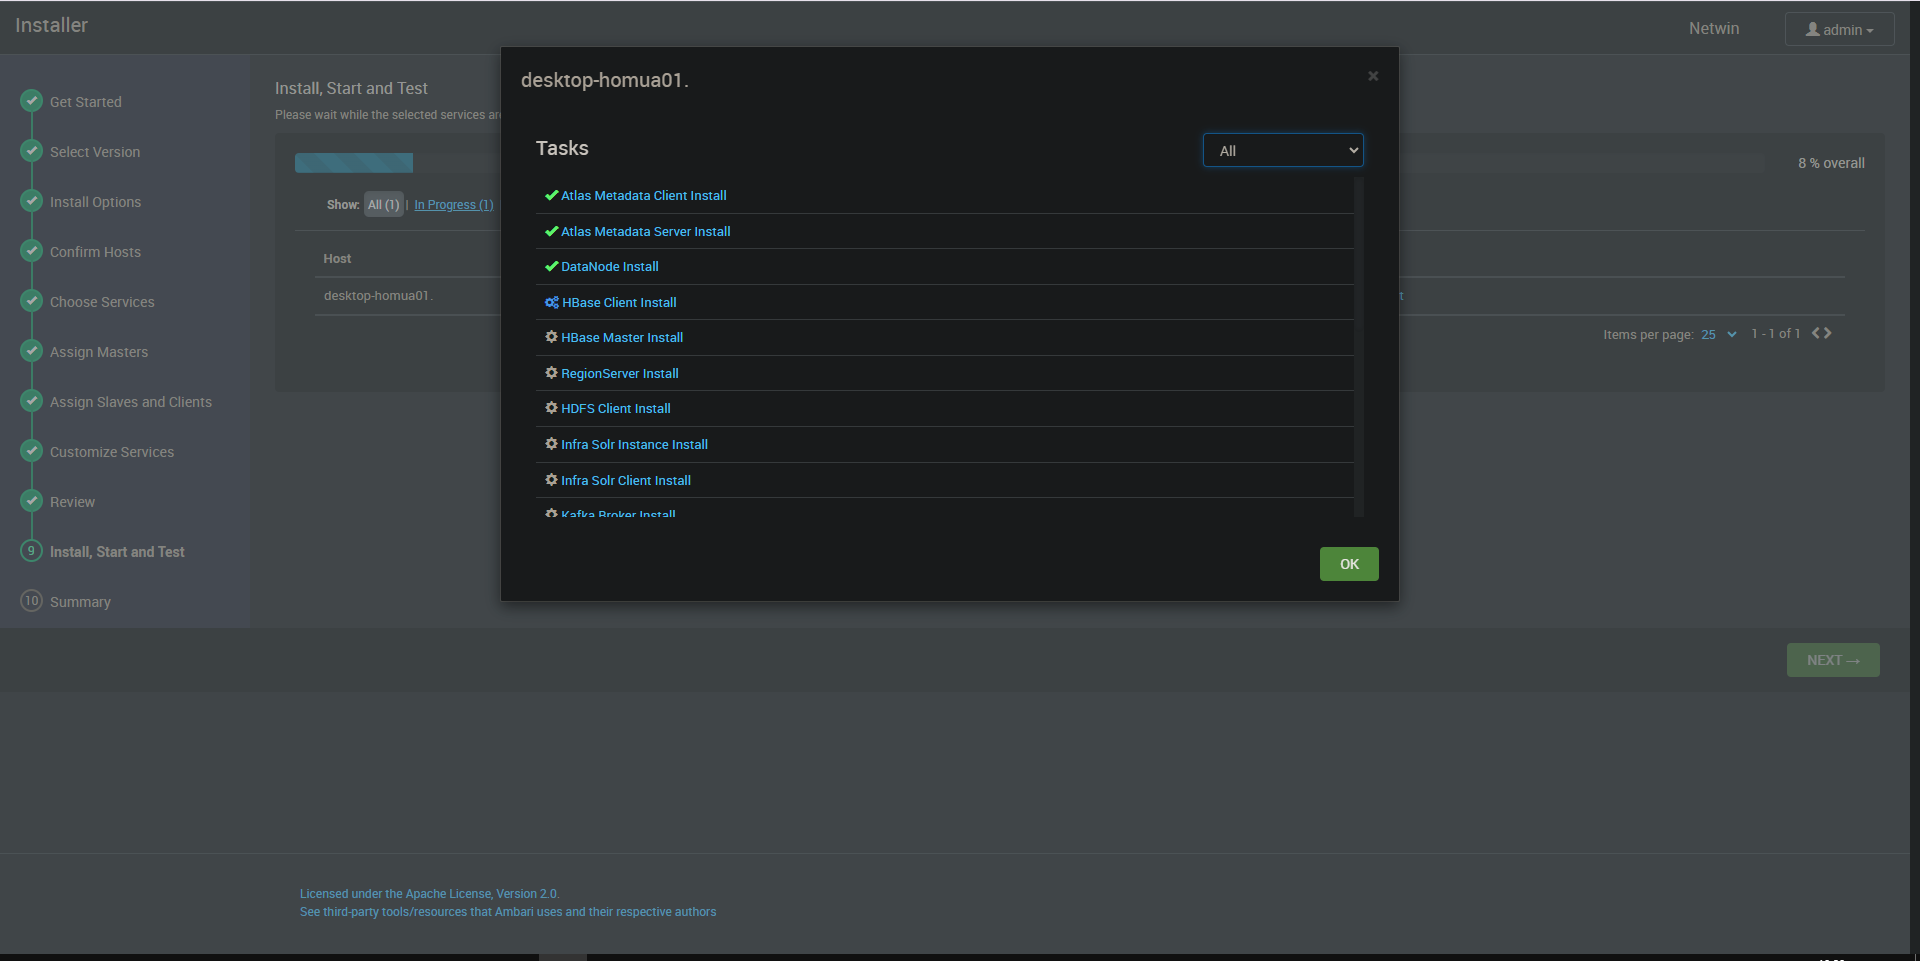 Installer
Netwin
admin
Get Started
Select Version
Install Options
Confirm Hosts
Choose Services
Assign Masters
Assign Slaves and Clients
Customize Services
Review
9 Install, Start and Test
10 Summary
Install, Start and Test
Please wait while the selected services
8 % overall
Show: All (1) | In Progress (1)
Host
desktop-homua01.
Items per page: 25 1 - 1 of 1
desktop-homua01.
×
Tasks
All
Atlas Metadata Client Install
Atlas Metadata Server Install
DataNode Install
HBase Client Install
HBase Master Install
RegionServer Install
HDFS Client Install
Infra Solr Instance Install
Infra Solr Client Install
Kafka Broker Install
OK
NEXT →
Licensed under the Apache License, Version 2.0.
See third-party tools/resources that Ambari uses and their respective authors